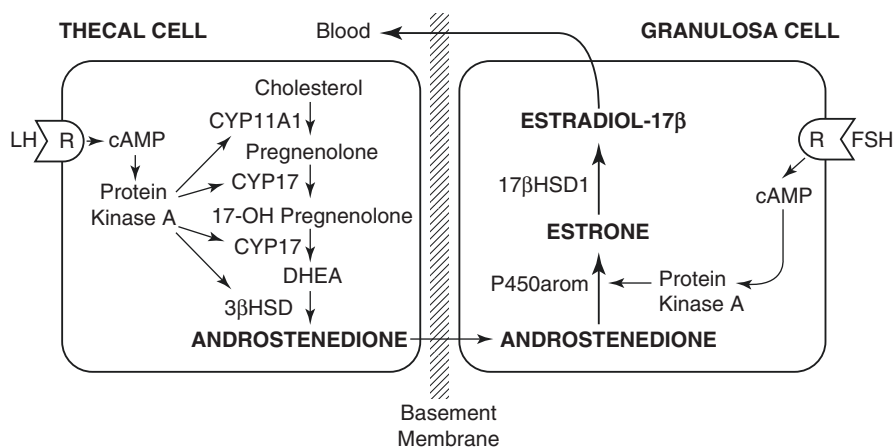 THECAL CELL
Blood
GRANULOSA CELL
Cholesterol
LH
R
cAMP
CYP11A1
Pregnenolone
Protein
Kinase A
CYP17
17-OH Pregnenolone
CYP17
DHEA
3βHSD
ANDROSTENEDIONE
ESTRADIOL-17β
R
FSH
17βHSD1
cAMP
ESTRONE
P450arom
Protein
Kinase A
ANDROSTENEDIONE
Basement
Membrane